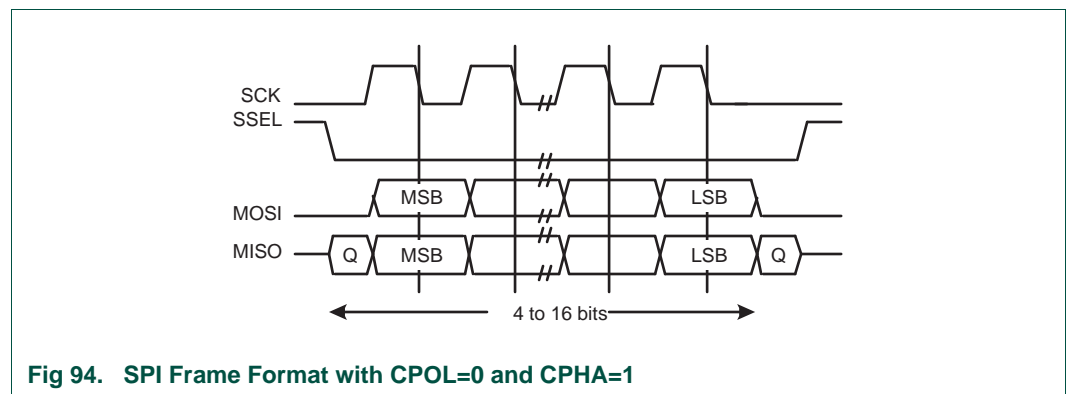 SCK
SSEL
MOSI
MSB
LSB
MISO
Q
MSB
LSB
Q
4 to 16 bits
Fig 94. SPI Frame Format with CPOL=0 and CPHA=1